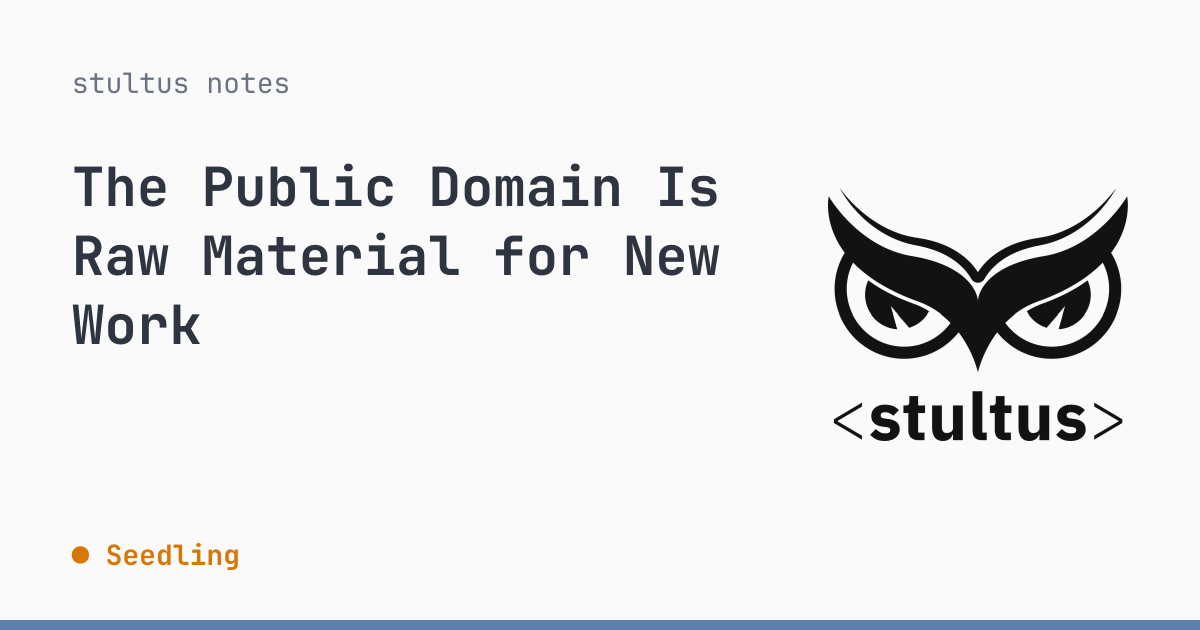 stultus notes
The Public Domain Is
Raw Material for New
Work
<stultus>
Seedling